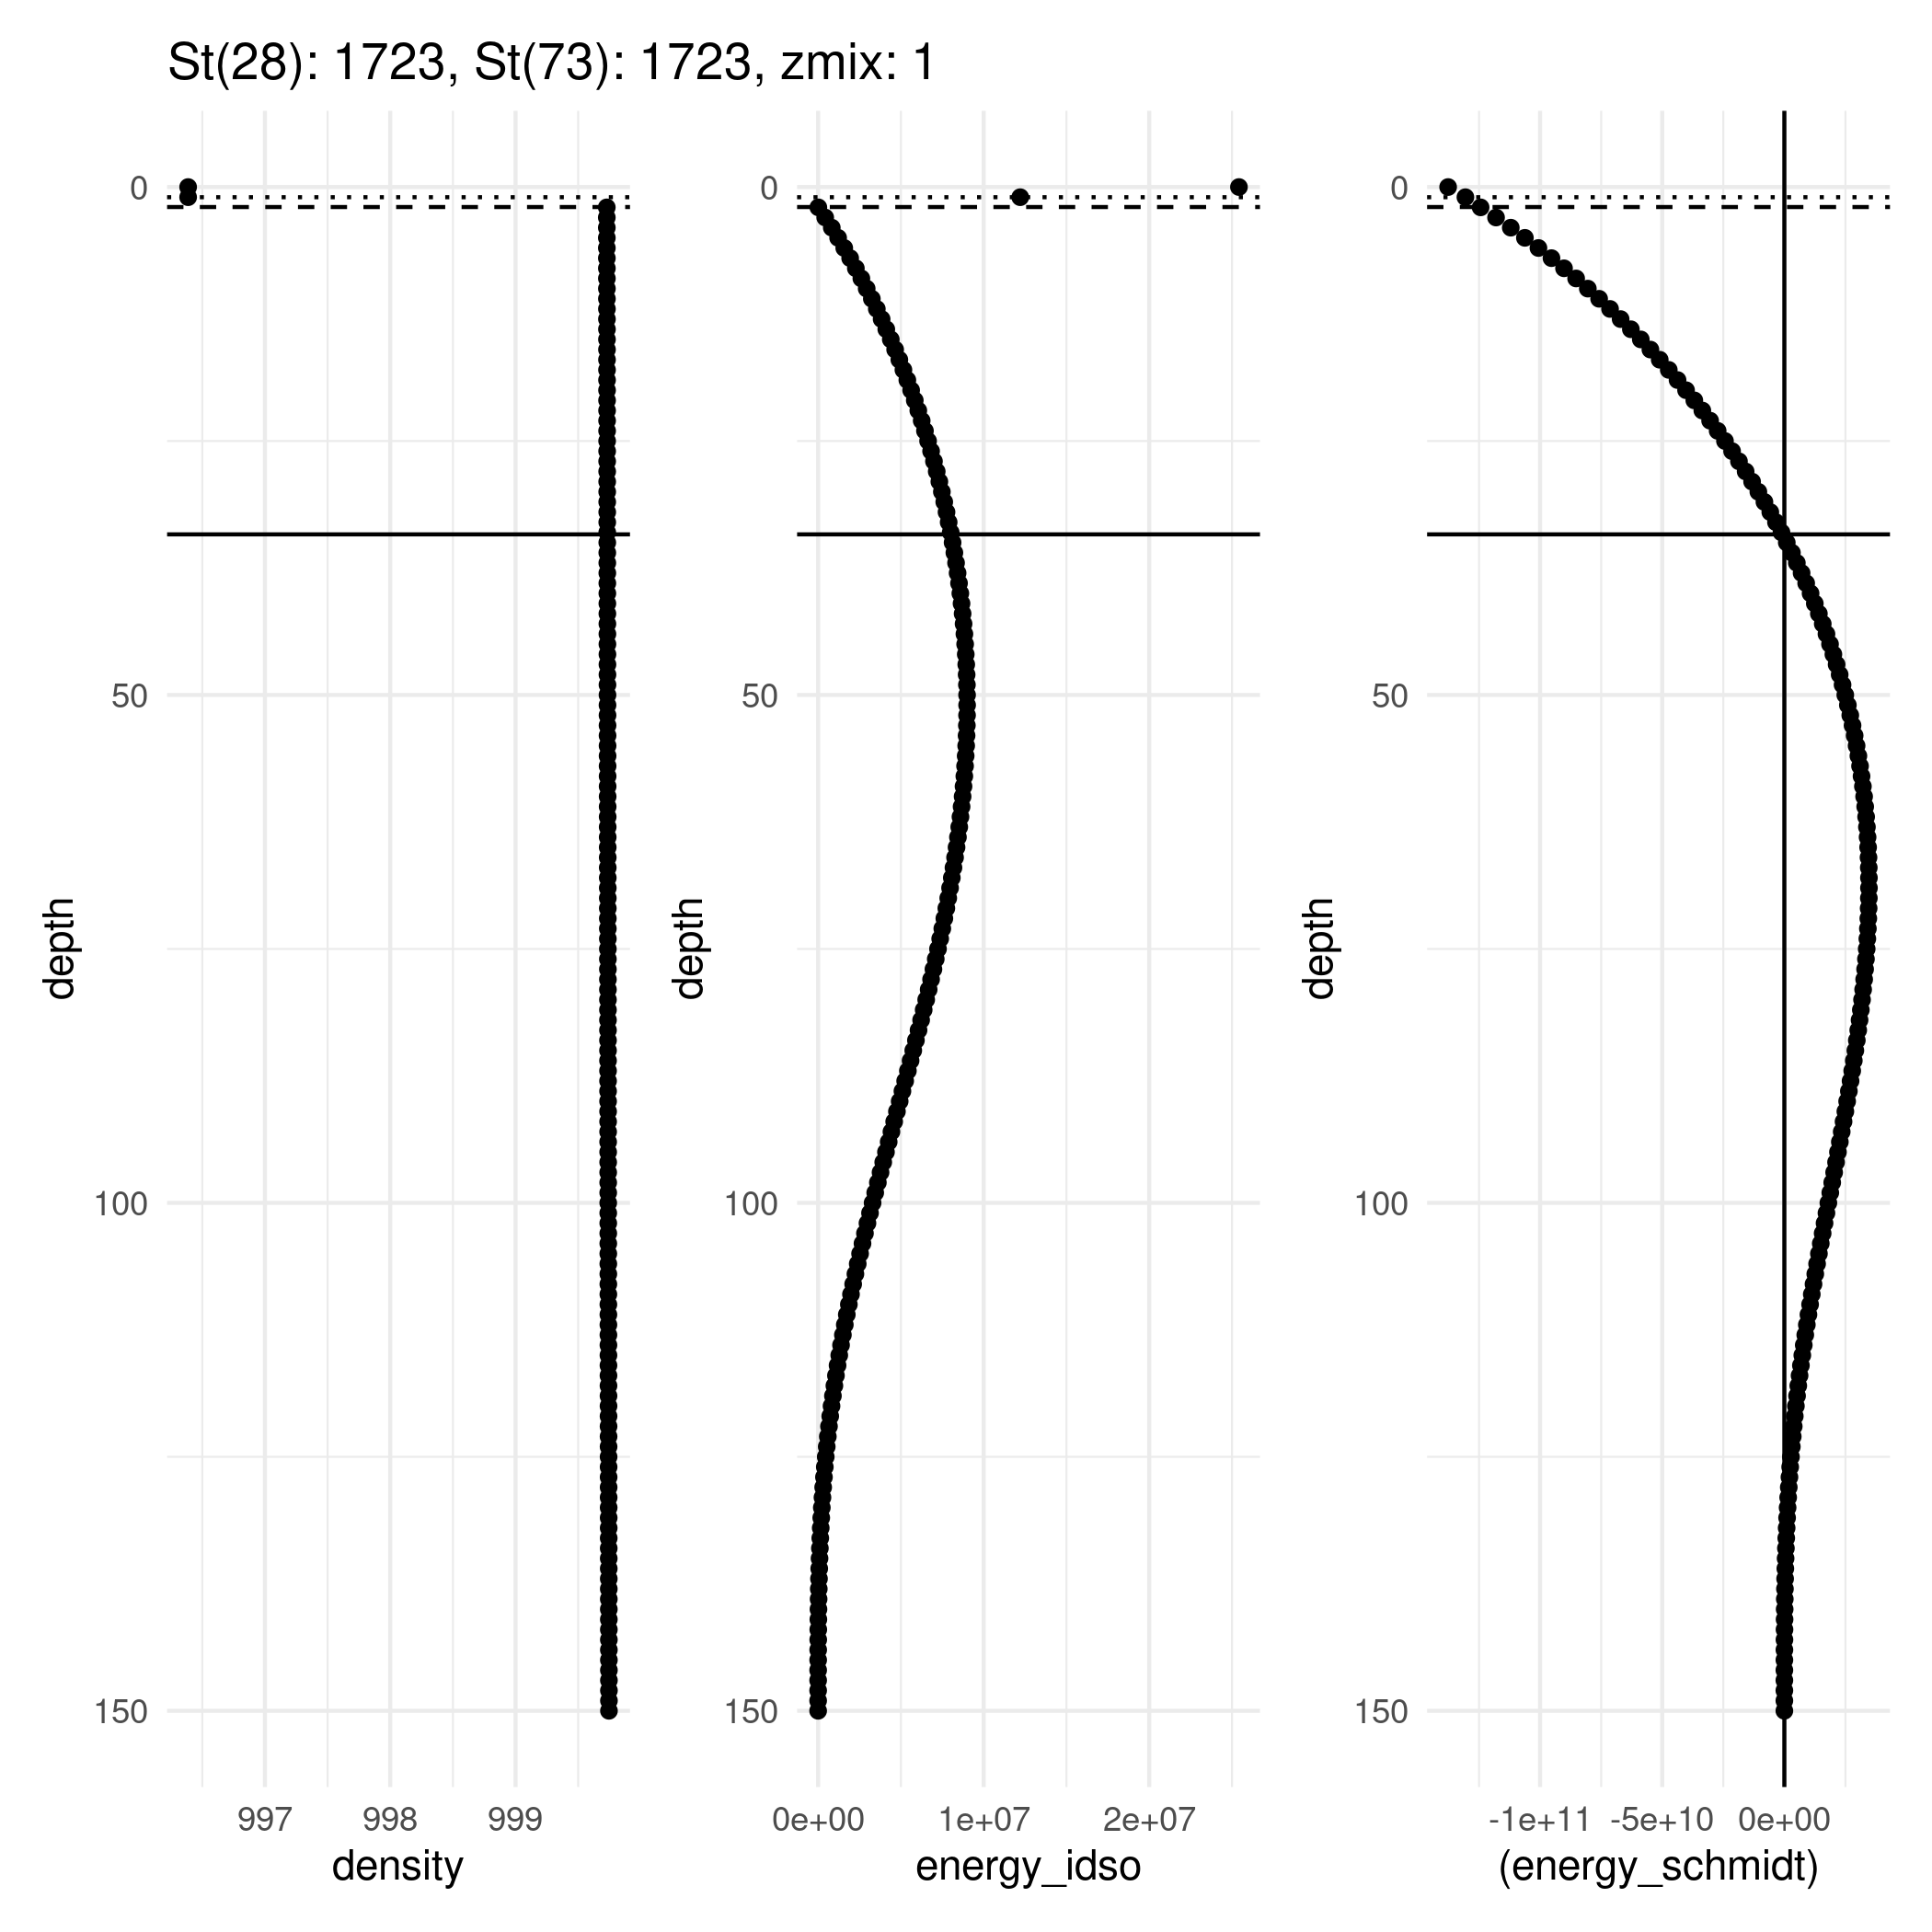 St(28): 1723, St(73): 1723, zmix: 1
0
50
100
150
depth
997 998 999
density
0
50
100
150
depth
0e+00 1e+07 2e+07
energy_idso
0
50
100
150
depth
-1e+11 -5e+10 0e+00
(energy_schmidt)